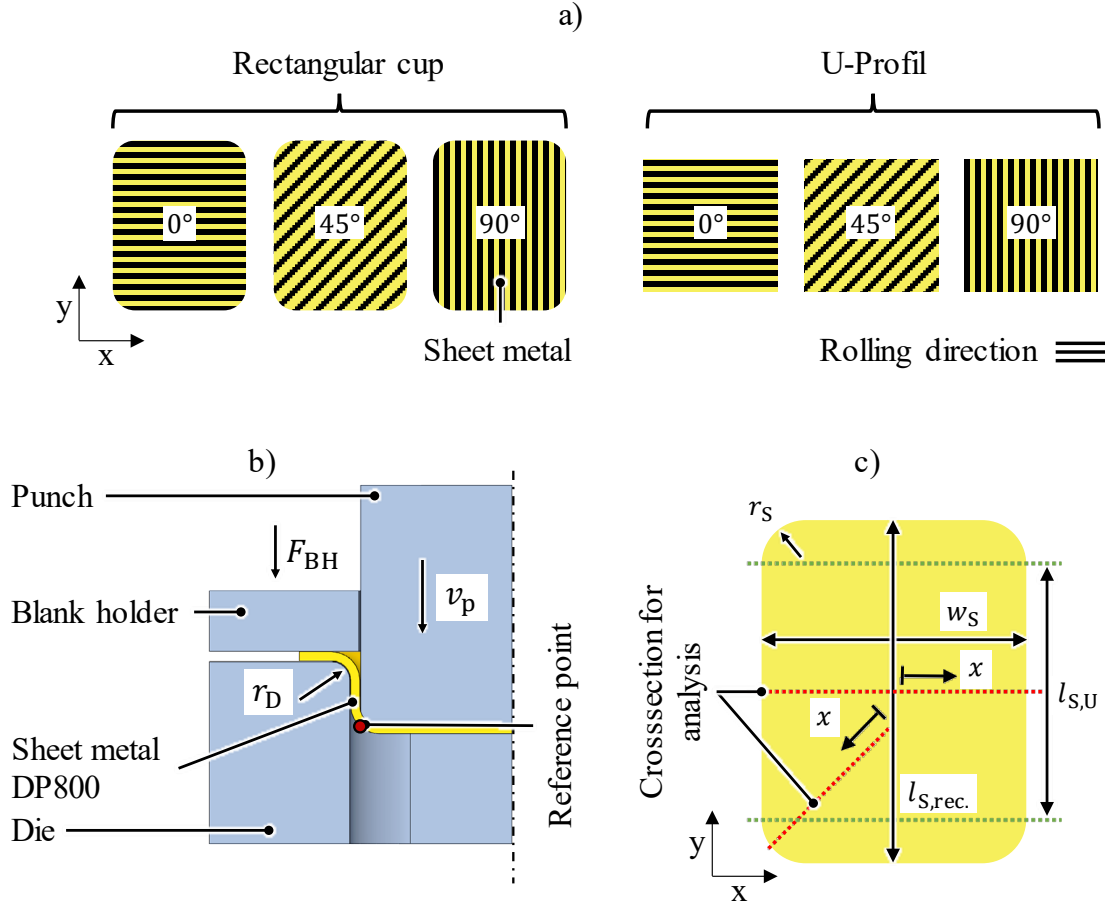 a)
Rectangular cup
U-Profil
0°
45°
90°
0°
45°
90°
y
x
Sheet metal
Rolling direction
b)
c)
Punch
F_BH
v_p
Blank holder
r_D
Sheet metal
DP800
Die
Reference point
r_S
w_S
x
l_S,U
x
Crosssection for
analysis
l_S,rec.
y
x